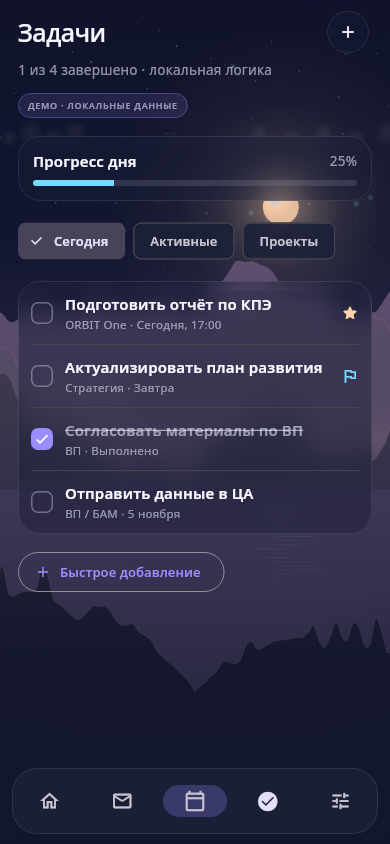 Задачи
1 из 4 завершено · локальная логика
ДЕМО · ЛОКАЛЬНЫЕ ДАННЫЕ
Прогресс дня 25%
Сегодня Активные Проекты
Подготовить отчёт по КПЭ
ORBIT One · Сегодня, 17:00
Актуализировать план развития
Стратегия · Завтра
Согласовать материалы по ВП
ВП · Выполнено
Отправить данные в ЦА
ВП / БАМ · 5 ноября
Быстрое добавление